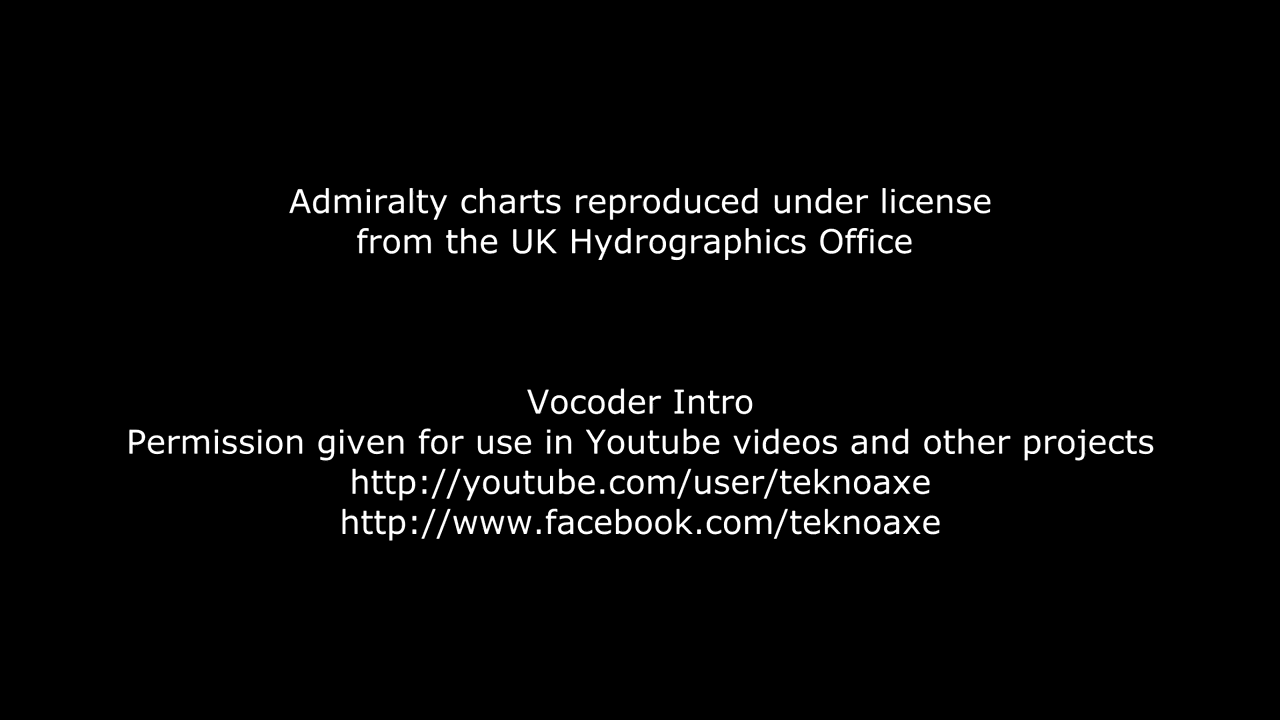 Admiralty charts reproduced under license
from the UK Hydrographics Office
Vocoder Intro
Permission given for use in Youtube videos and other projects
http://youtube.com/user/teknoaxe
http://www.facebook.com/teknoaxe